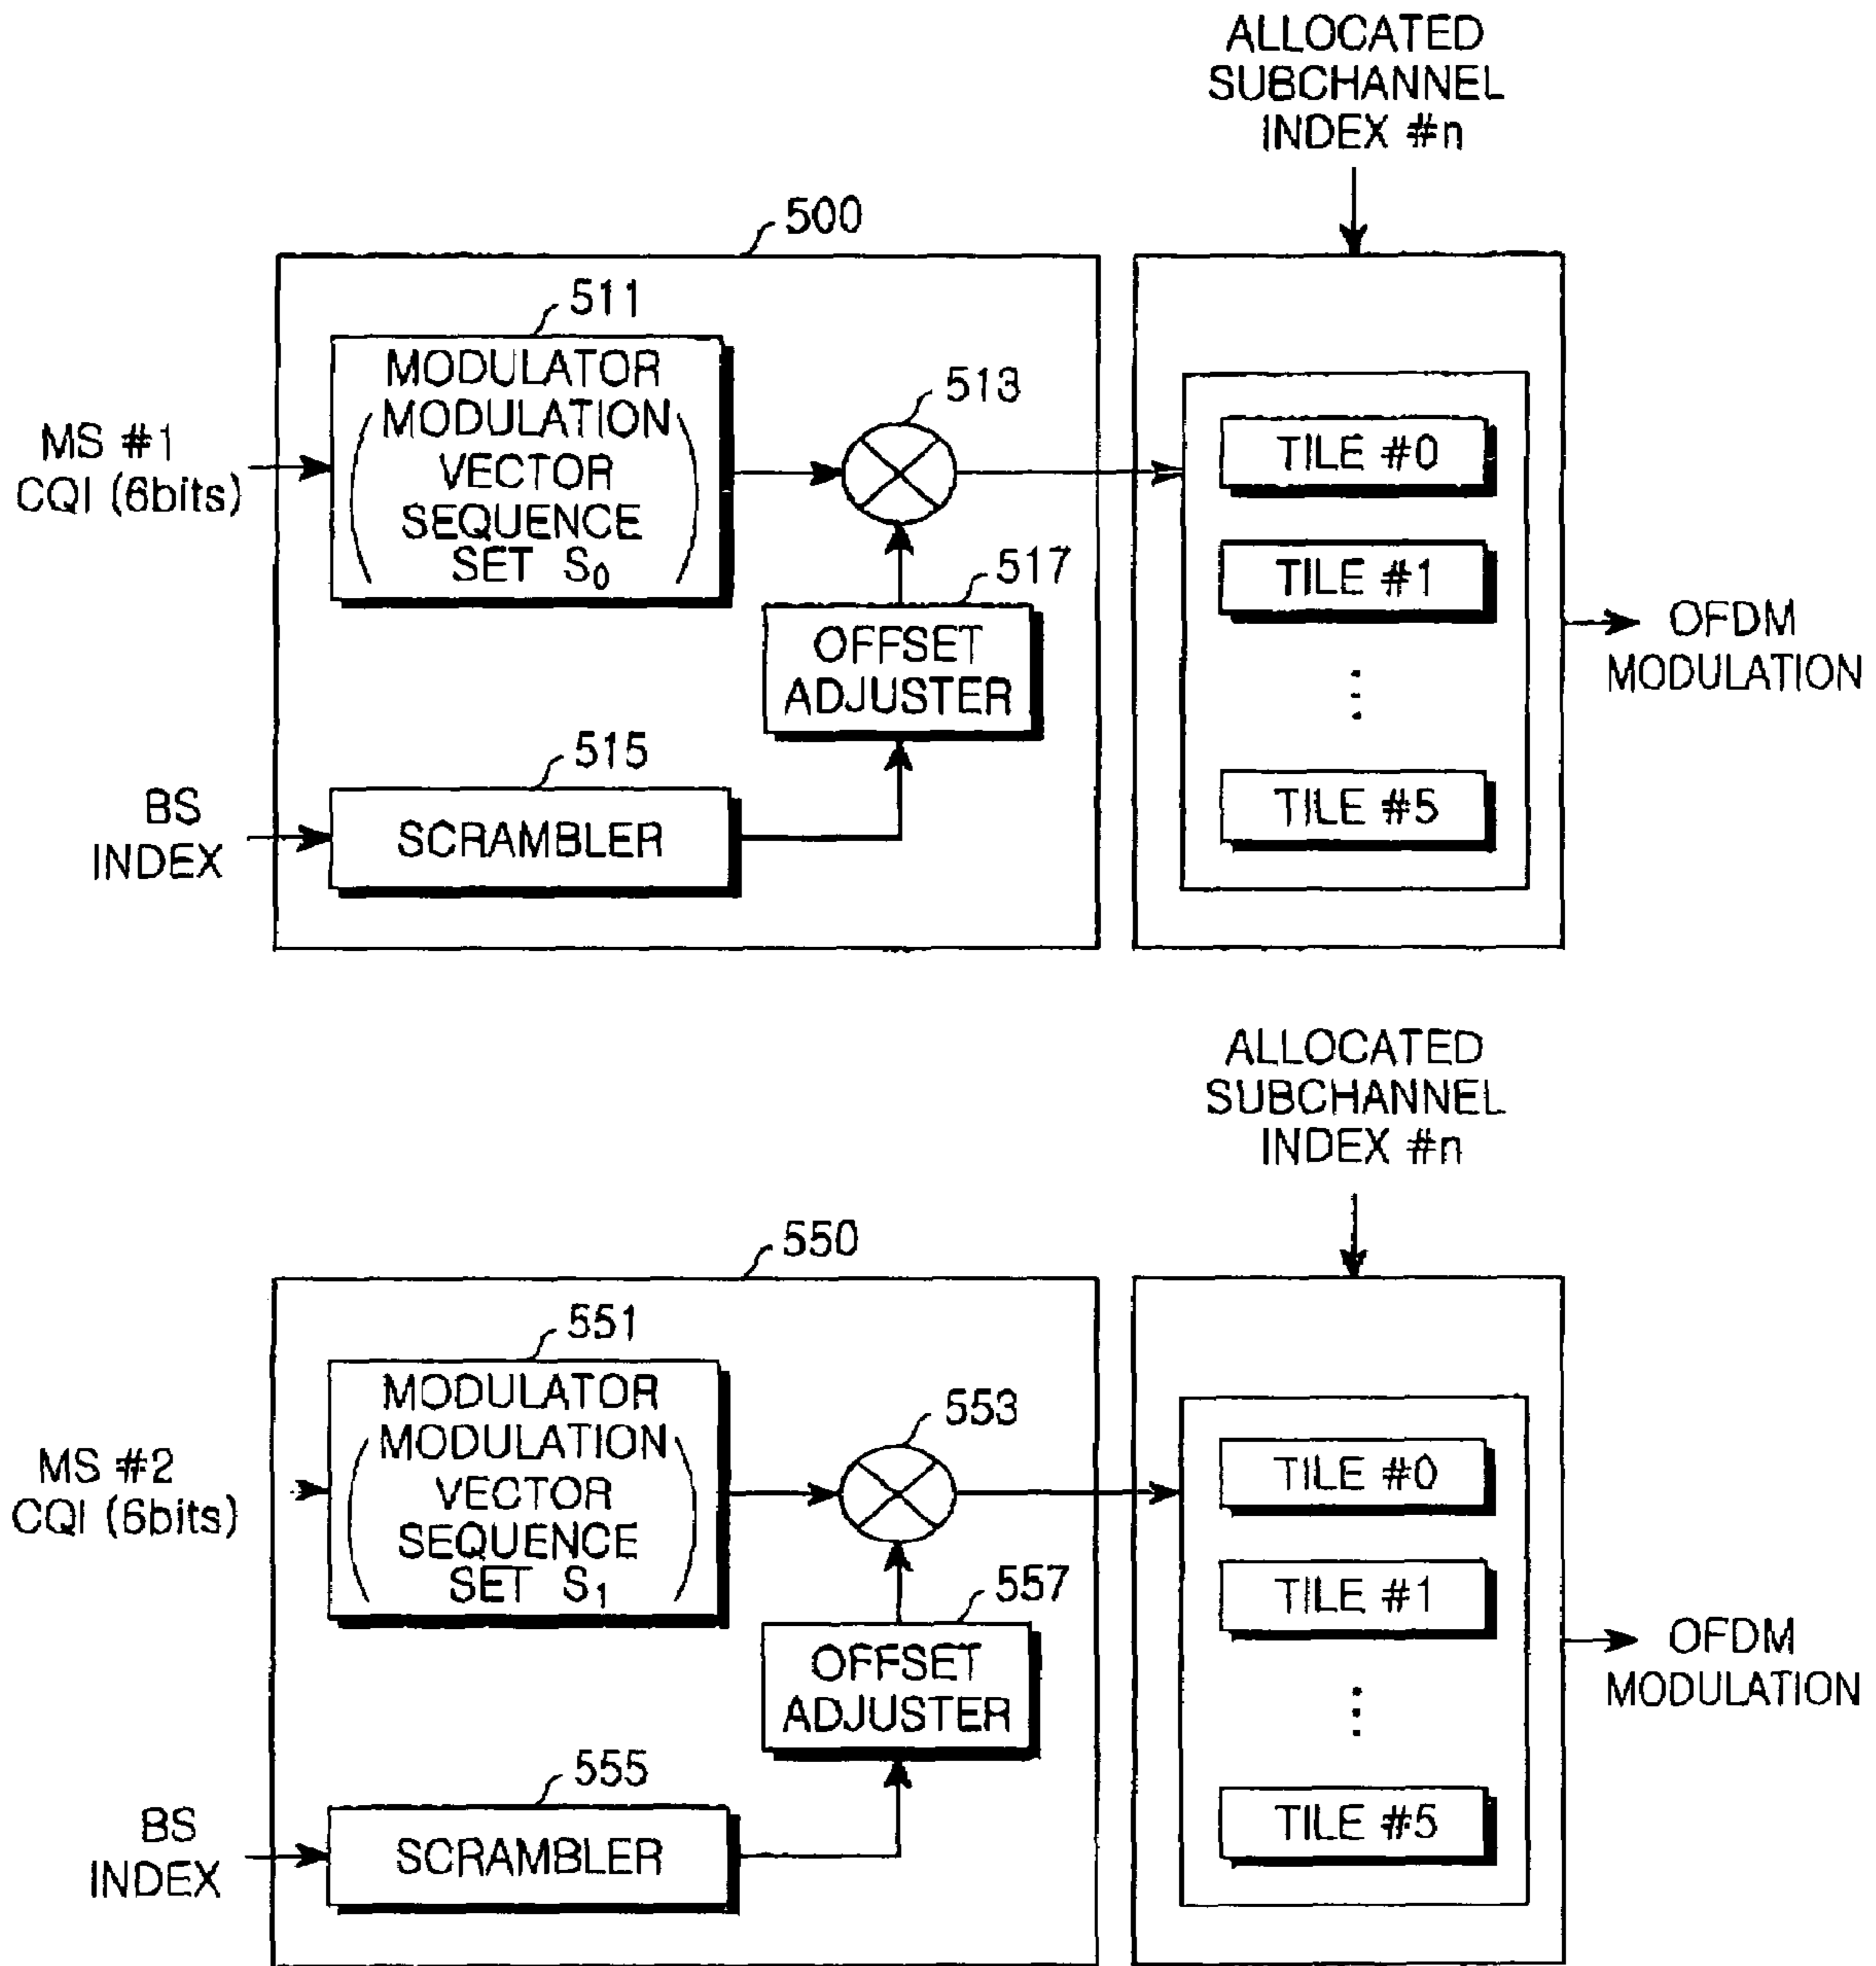 ALLOCATED
SUBCHANNEL
INDEX #n
500
511
MODULATOR
MODULATION
VECTOR
SEQUENCE
SET S₀
513
MS #1
CQI (6bits)
TILE #0
TILE #1
517
OFFSET
ADJUSTER
OFDM
MODULATION
515
BS
INDEX
SCRAMBLER
TILE #5
ALLOCATED
SUBCHANNEL
INDEX #n
550
551
MODULATOR
MODULATION
VECTOR
SEQUENCE
SET S₁
553
MS #2
CQI (6bits)
TILE #0
TILE #1
557
OFFSET
ADJUSTER
OFDM
MODULATION
555
BS
INDEX
SCRAMBLER
TILE #5